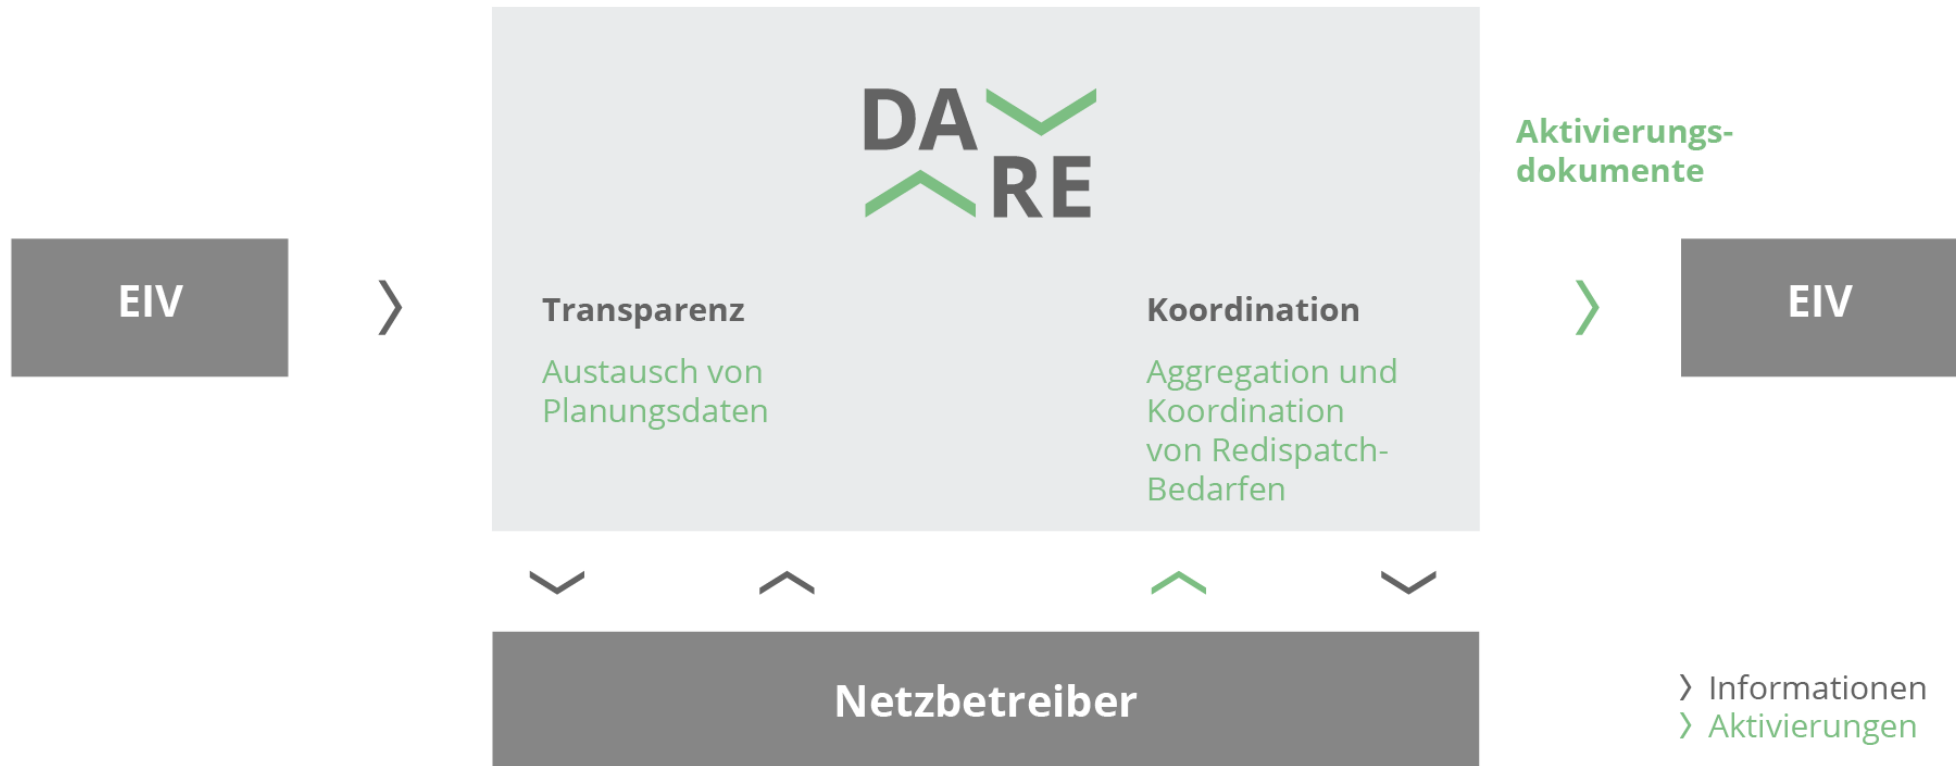 DA
RE
Aktivierungs-
dokumente
EIV
Transparenz
Austausch von
Planungsdaten
Koordination
Aggregation und
Koordination
von Redispatch-
Bedarfen
EIV
Netzbetreiber
Informationen
Aktivierungen